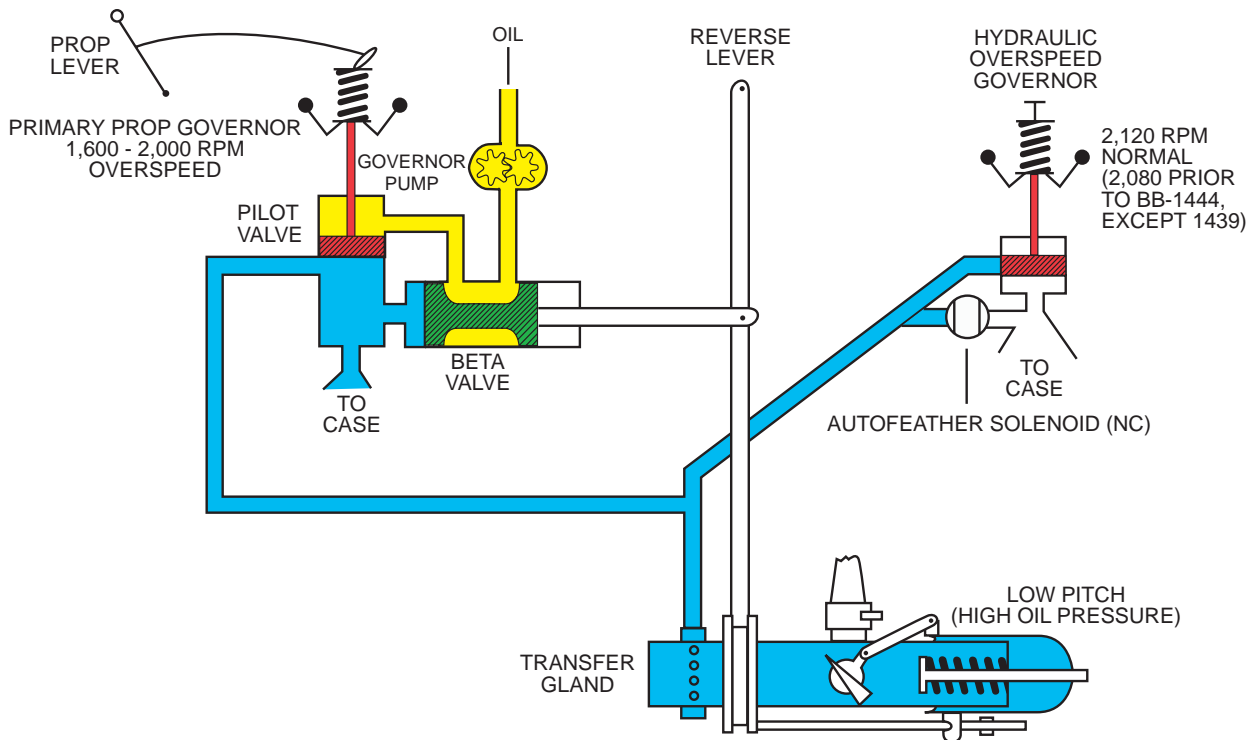 PROP
LEVER
PRIMARY PROP GOVERNOR
1,600 - 2,000 RPM
OVERSPEED
OIL
GOVERNOR
PUMP
PILOT
VALVE
BETA
VALVE
TO
CASE
REVERSE
LEVER
HYDRAULIC
OVERSPEED
GOVERNOR
2,120 RPM
NORMAL
(2,080 PRIOR
TO BB-1444,
EXCEPT 1439)
TO
CASE
AUTOFEATHER SOLENOID (NC)
LOW PITCH
(HIGH OIL PRESSURE)
TRANSFER
GLAND